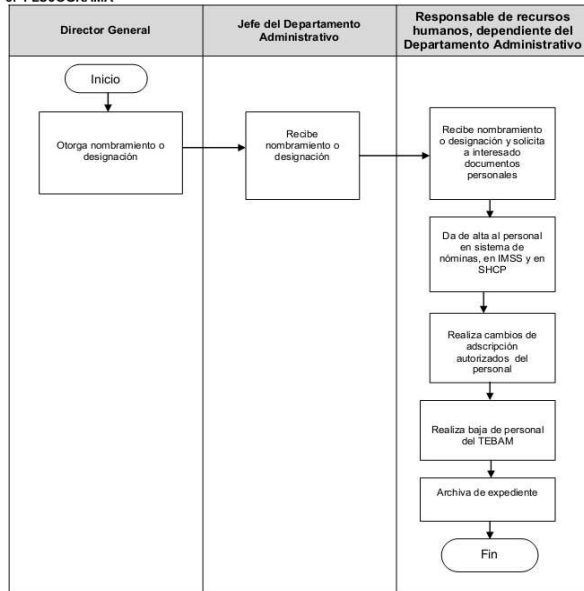 Director General
Jefe del Departamento
Administrativo
Responsable de recursos
humanos, dependiente del
Departamento Administrativo
Inicio
Otorga nombramiento o
designación
Recibe
nombramiento o
designación
Recibe nombramiento
o designación y solicita
a interesado
documentos
personales
Da de alta al personal
en sistema de
nóminas, en IMSS y en
SHCP
Realiza cambios de
adscripción
autorizados del
personal
Realiza baja de personal
del TEBAM
Archiva de expediente
Fin